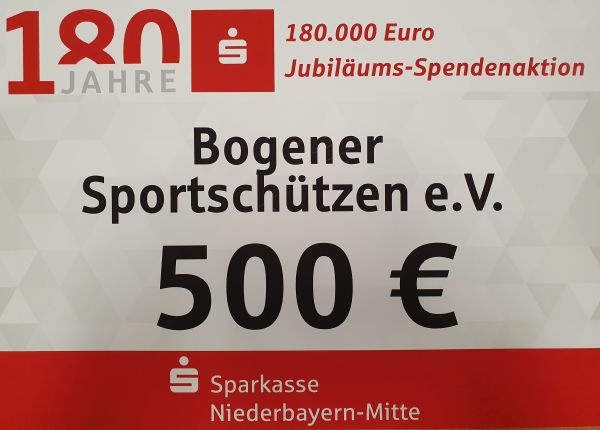 180
JAHRE
180.000 Euro
Jubiläums-Spendenaktion
Bogener
Sportschützen e.V.
500 €
Sparkasse
Niederbayern-Mitte